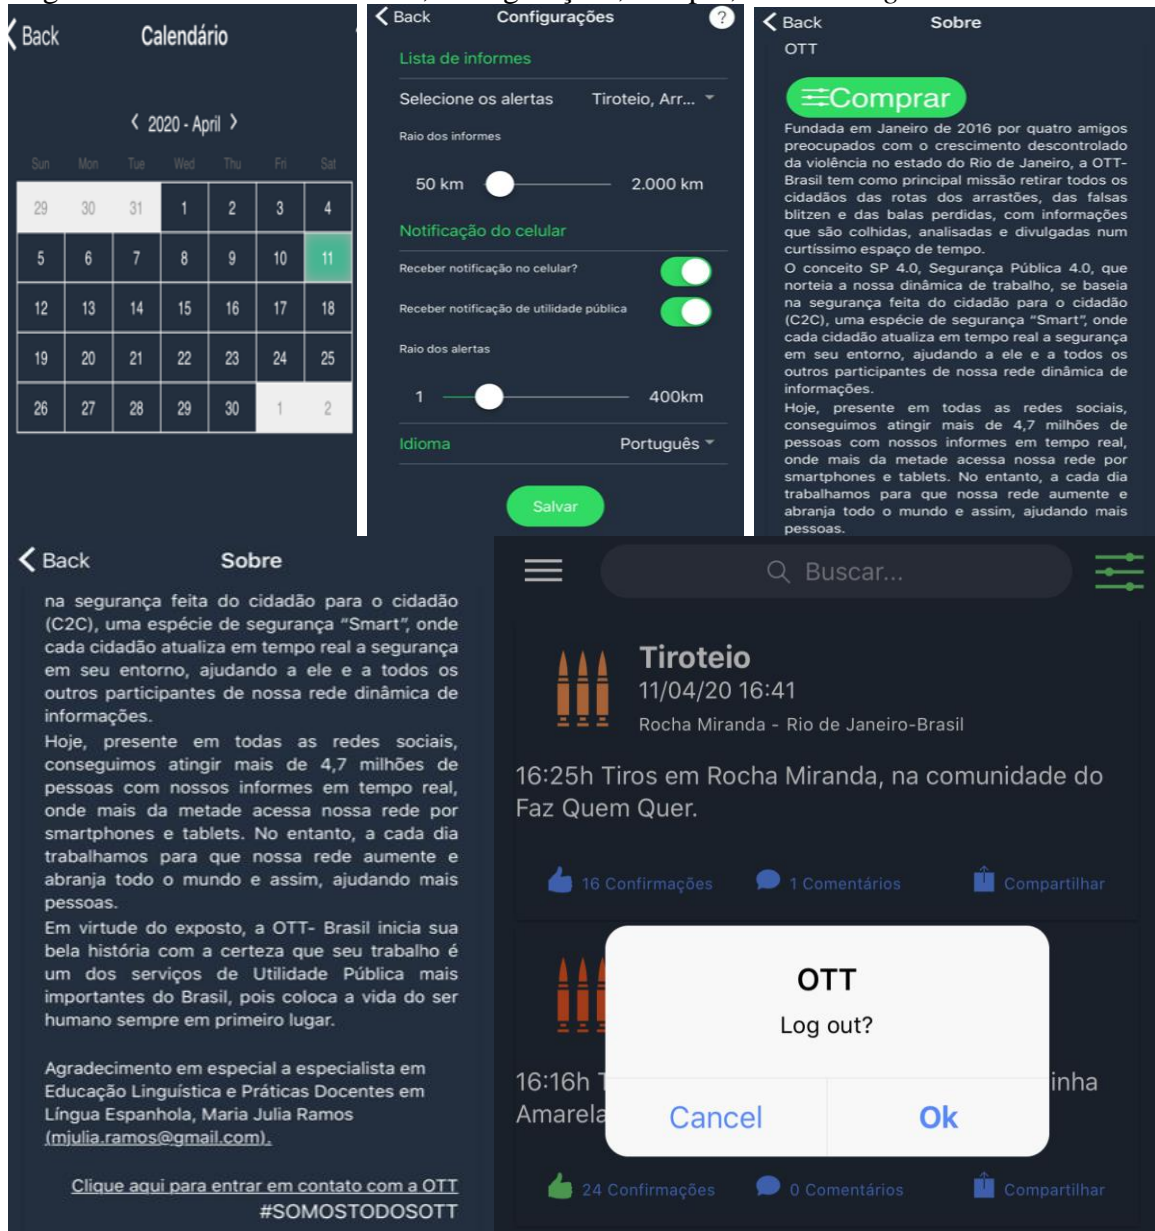 Back Calendário
< 2020 - April >
Sun Mon Tue Wed Thu Fri Sat
29 30 31 1 2 3 4
5 6 7 8 9 10 11
12 13 14 15 16 17 18
19 20 21 22 23 24 25
26 27 28 29 30 1 2
Back Configurações ?
Lista de informes
Selecione os alertas Tiroteio, Arr...
Raio dos informes
50 km 2.000 km
Notificação do celular
Receber notificação no celular?
Receber notificação de utilidade pública
Raio dos alertas
1 400km
Idioma Português
Salvar
Back Sobre
OTT
Comprar
Fundada em Janeiro de 2016 por quatro amigos
preocupados com o crescimento descontrolado
da violência no estado do Rio de Janeiro, a OTT-
Brasil tem como principal missão retirar todos os
cidadãos das rotas dos arrastões, das falsas
blitzen e das balas perdidas, com informações
que são colhidas, analisadas e divulgadas num
curtíssimo espaço de tempo.
O conceito SP 4.0, Segurança Pública 4.0, que
norteia a nossa dinâmica de trabalho, se baseia
na segurança feita do cidadão para o cidadão
(C2C), uma espécie de segurança “Smart”, onde
cada cidadão atualiza em tempo real a segurança
em seu entorno, ajudando a ele e a todos os
outros participantes de nossa rede dinâmica de
informações.
Hoje, presente em todas as redes sociais,
conseguimos atingir mais de 4,7 milhões de
pessoas com nossos informes em tempo real,
onde mais da metade acessa nossa rede por
smartphones e tablets. No entanto, a cada dia
trabalhamos para que nossa rede aumente e
abranja todo o mundo e assim, ajudando mais
pessoas.
Back Sobre
na segurança feita do cidadão para o cidadão
(C2C), uma espécie de segurança “Smart”, onde
cada cidadão atualiza em tempo real a segurança
em seu entorno, ajudando a ele e a todos os
outros participantes de nossa rede dinâmica de
informações.
Hoje, presente em todas as redes sociais,
conseguimos atingir mais de 4,7 milhões de
pessoas com nossos informes em tempo real,
onde mais da metade acessa nossa rede por
smartphones e tablets. No entanto, a cada dia
trabalhamos para que nossa rede aumente e
abranja todo o mundo e assim, ajudando mais
pessoas.
Em virtude do exposto, a OTT- Brasil inicia sua
bela história com a certeza que seu trabalho é
um dos serviços de Utilidade Pública mais
importantes do Brasil, pois coloca a vida do ser
humano sempre em primeiro lugar.
Agradecimento em especial a especialista em
Educação Linguística e Práticas Docentes em
Língua Espanhola, Maria Julia Ramos
(mjulia.ramos@gmail.com).
Clique aqui para entrar em contato com a OTT
#SOMOSTODOSOTT
Buscar...
Tiroteio
11/04/20 16:41
Rocha Miranda - Rio de Janeiro-Brasil
16:25h Tiros em Rocha Miranda, na comunidade do
Faz Quem Quer.
16 Confirmações 1 Comentários Compartilhar
OTT
Log out?
Cancel Ok
16:16h T inha
Amarela
24 Confirmações 0 Comentários Compartilhar